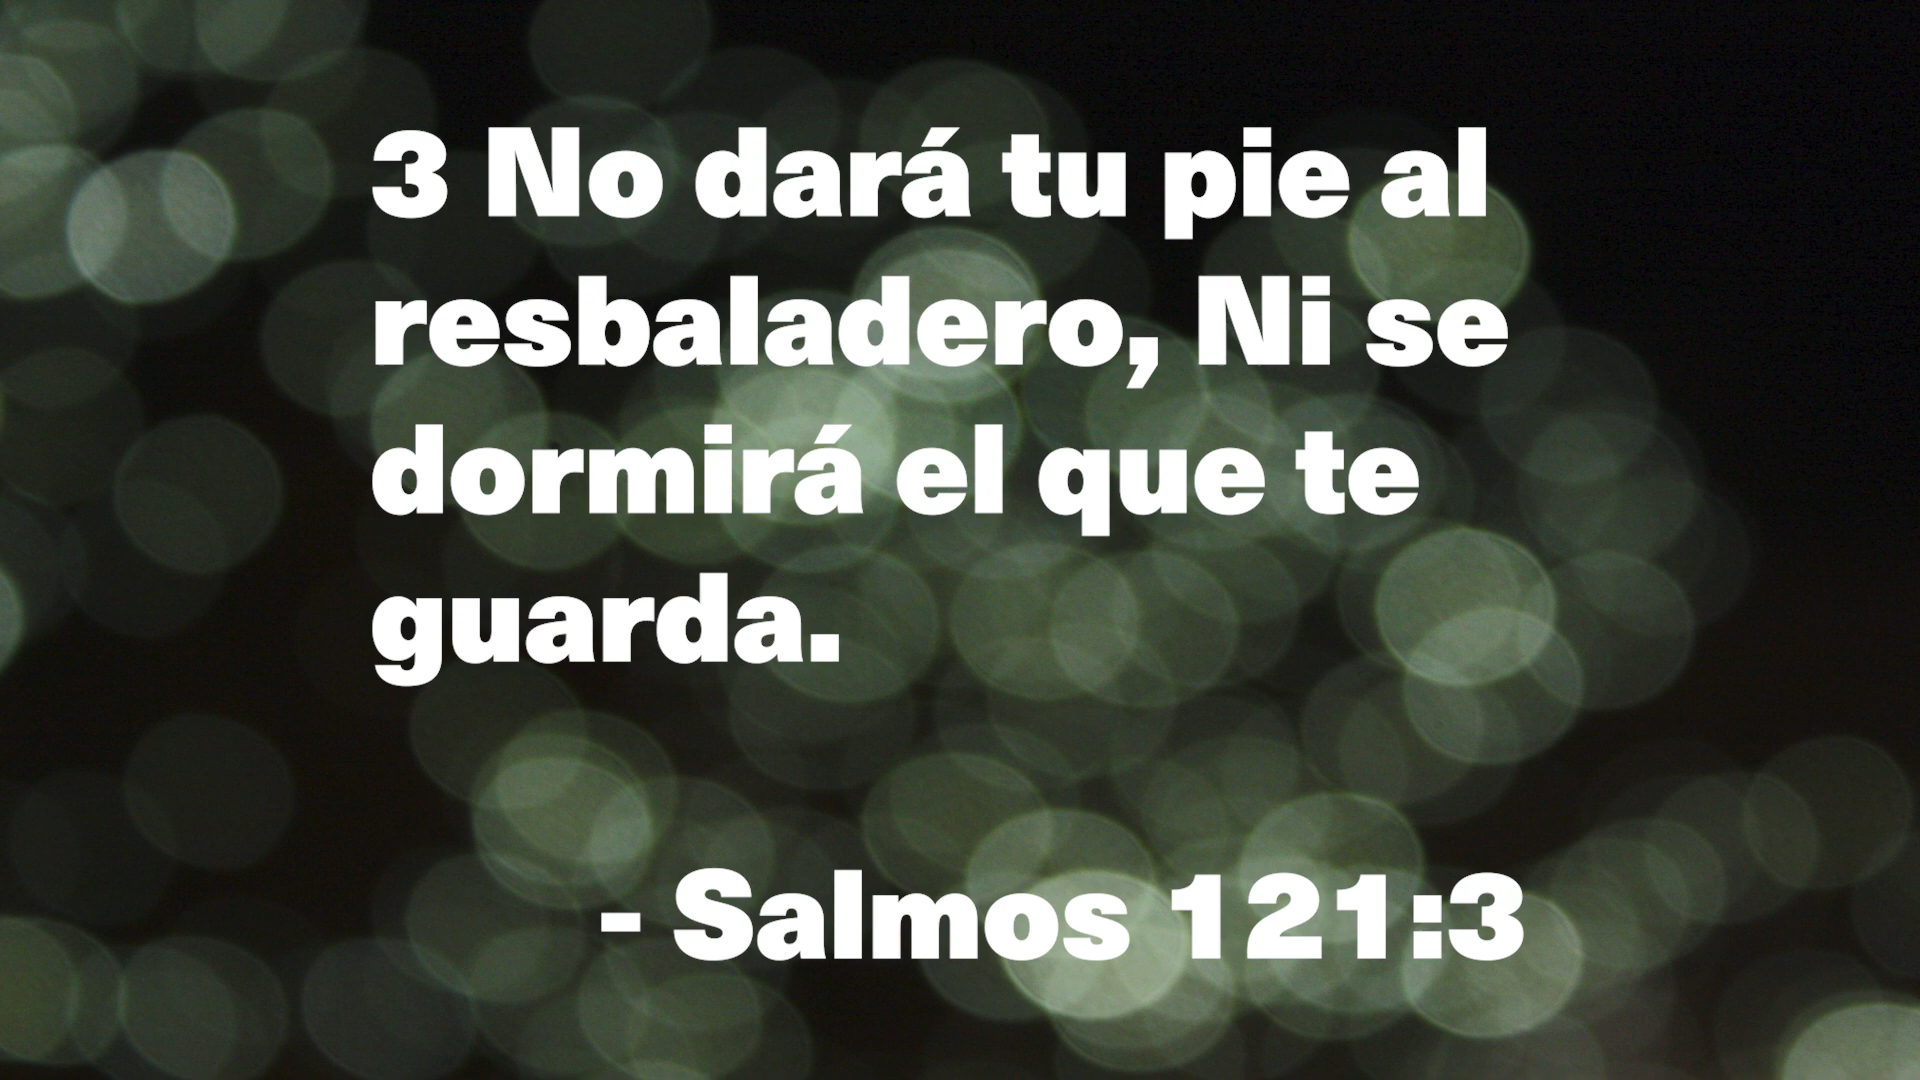 3 No dará tu pie al
resbaladero, Ni se
dormirá el que te
guarda.
- Salmos 121:3